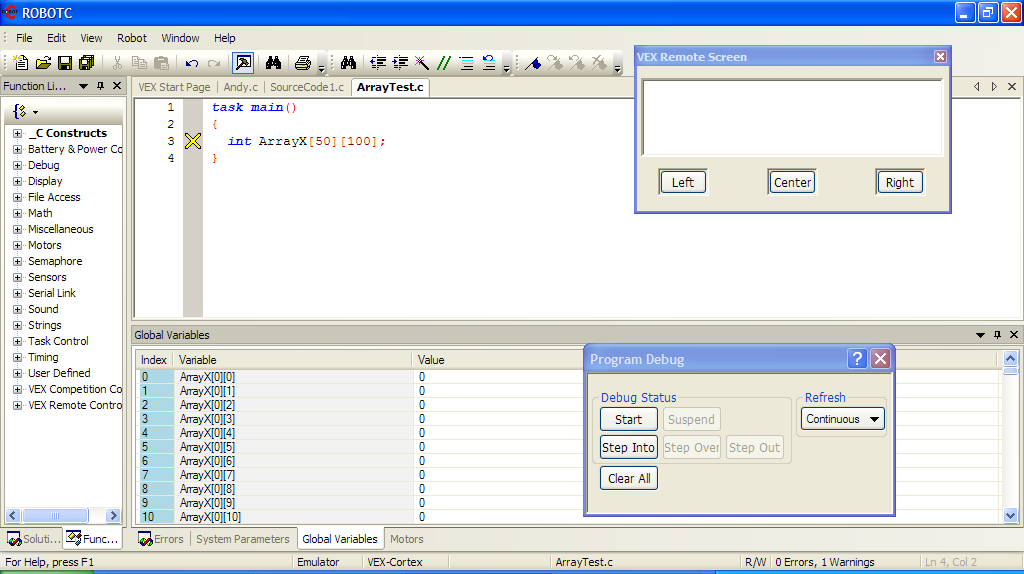 ROBOTC
File Edit View Robot Window Help
Function Li...
VEX Start Page Andy.c SourceCode1.c ArrayTest.c
_C Constructs
Battery & Power Co
Debug
Display
File Access
Math
Miscellaneous
Motors
Semaphore
Sensors
Serial Link
Sound
Strings
Task Control
Timing
User Defined
VEX Competition Co
VEX Remote Contro
1 task main()
2 {
3 int ArrayX[50][100];
4 }
VEX Remote Screen
Left Center Right
Global Variables
Index Variable Value
0 ArrayX[0][0] 0
1 ArrayX[0][1] 0
2 ArrayX[0][2] 0
3 ArrayX[0][3] 0
4 ArrayX[0][4] 0
5 ArrayX[0][5] 0
6 ArrayX[0][6] 0
7 ArrayX[0][7] 0
8 ArrayX[0][8] 0
9 ArrayX[0][9] 0
10 ArrayX[0][10] 0
Program Debug
Debug Status Refresh
Start Suspend Continuous
Step Into Step Over Step Out
Clear All
Soluti... Func... Errors System Parameters Global Variables Motors
For Help, press F1 Emulator VEX-Cortex ArrayTest.c R/W 0 Errors, 1 Warnings Ln 4, Col 2